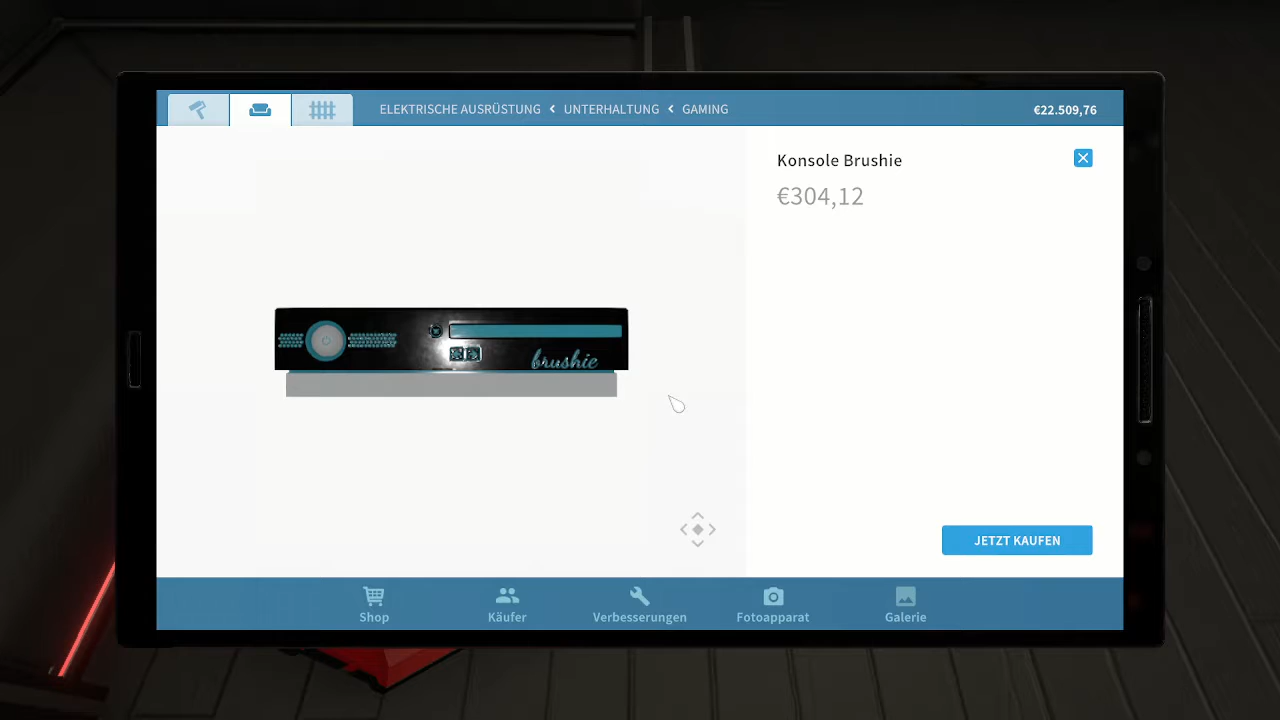 ELEKTRISCHE AUSRÜSTUNG < UNTERHALTUNG < GAMING
€22.509,76
Konsole Brushie
€304,12
brushie
JETZT KAUFEN
Shop
Käufer
Verbesserungen
Fotoapparat
Galerie